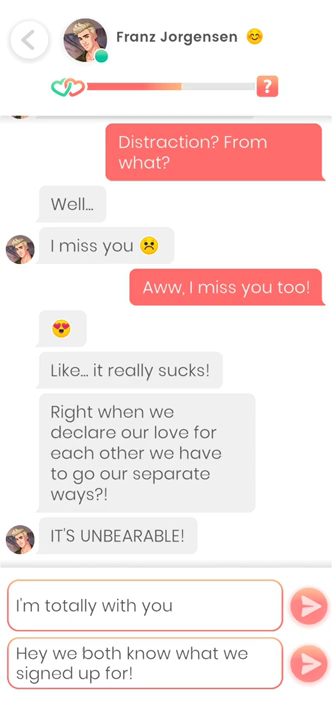 Franz Jorgensen 😊
?
Distraction? From
what?
Well...
I miss you ☹️
Aww, I miss you too!
😍
Like... it really sucks!
Right when we
declare our love for
each other we have
to go our separate
ways?!
IT'S UNBEARABLE!
I'm totally with you
Hey we both know what we
signed up for!